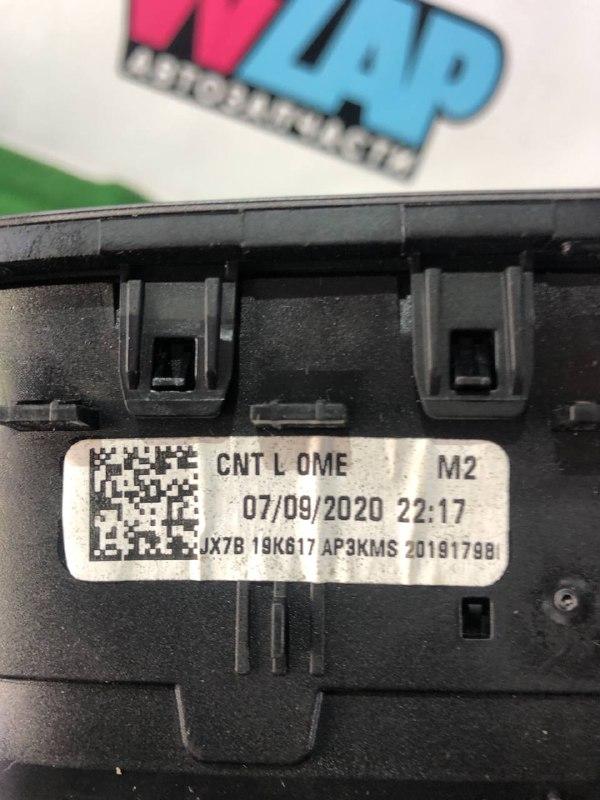 WZAP
АВТОЗАПЧАСТИ
CNT L OME M2
07/09/2020 22:17
JX7B 19K617 AP3KMS 20191798